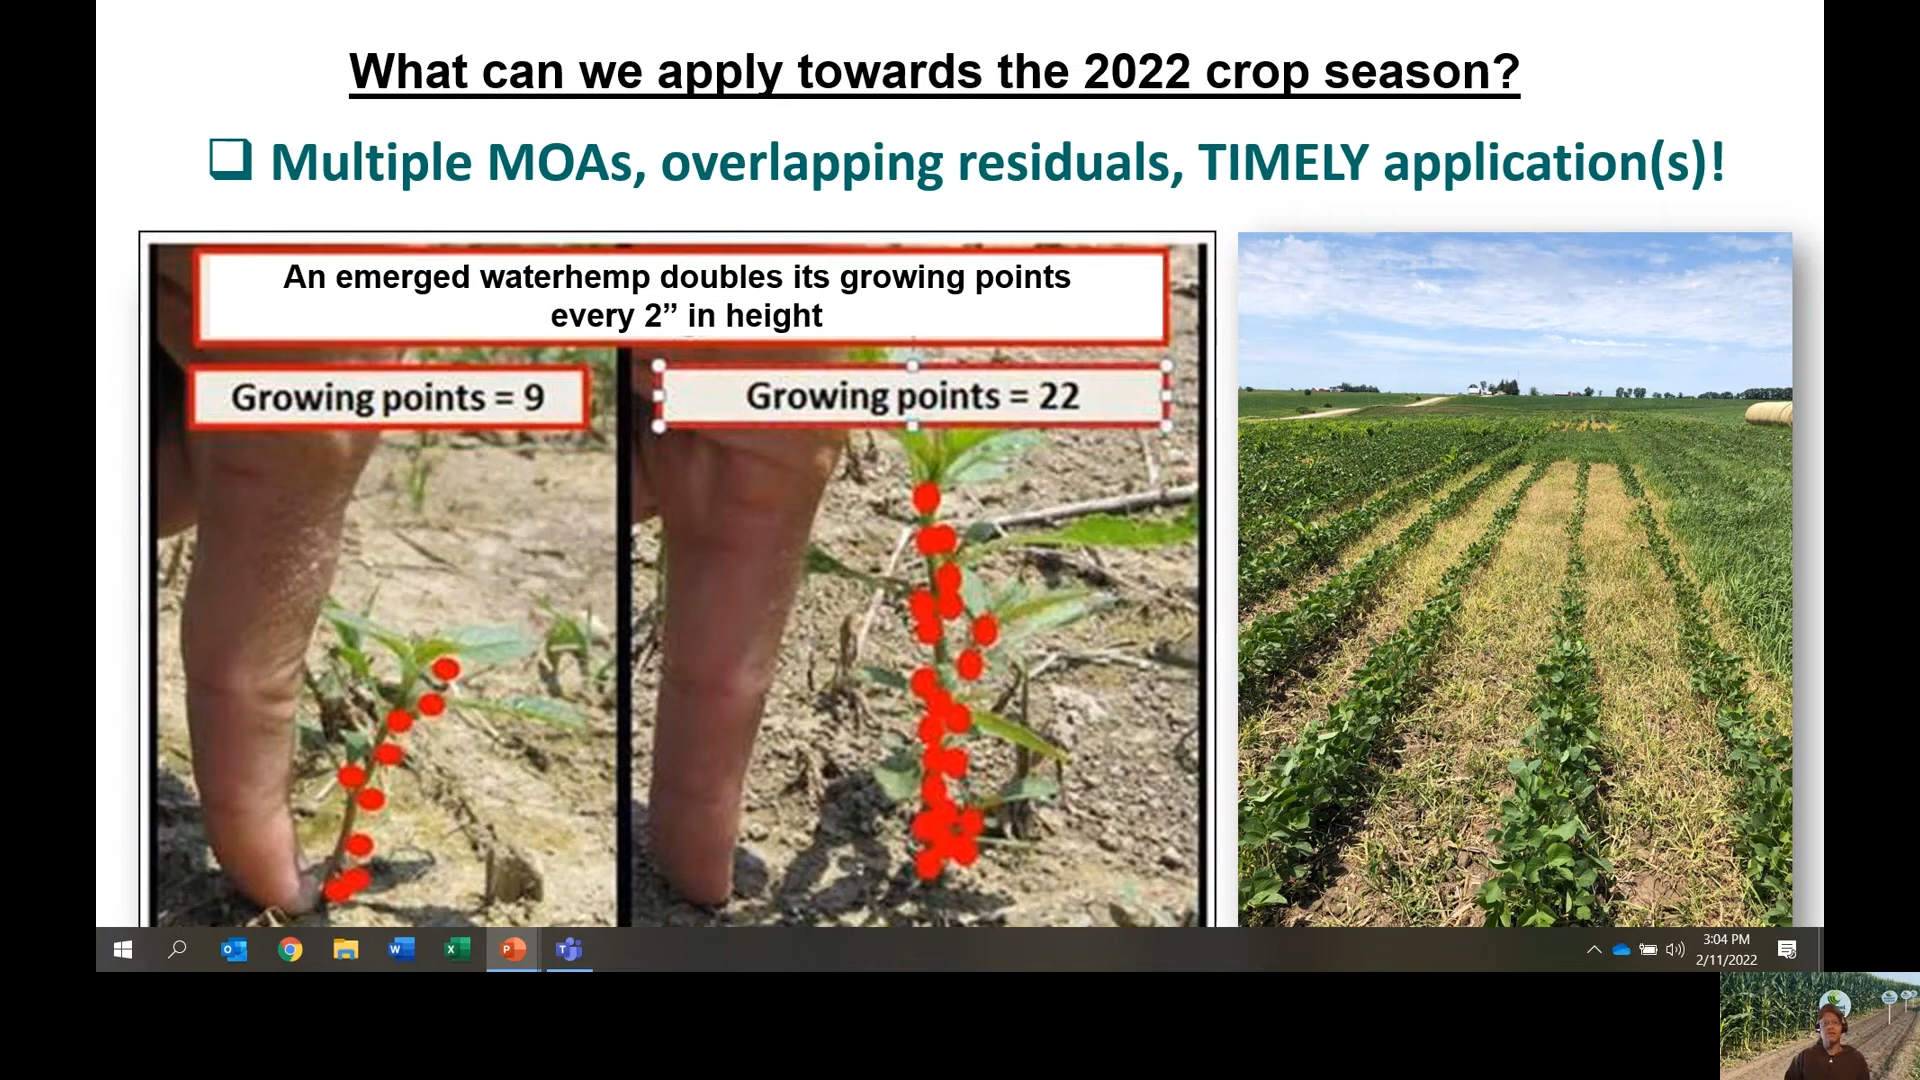 What can we apply towards the 2022 crop season?
Multiple MOAs, overlapping residuals, TIMELY application(s)!
An emerged waterhemp doubles its growing points
every 2” in height
Growing points = 9
Growing points = 22
3:04 PM
2/11/2022